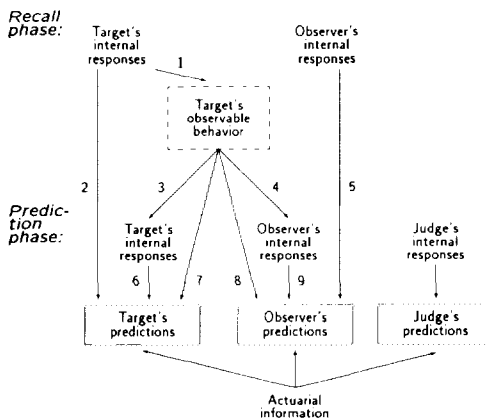 Recall
phase:
Target's
internal
responses
Observer's
internal
responses
1
Target's
observable
behavior
2
3
4
5
Predic-
tion
phase:
Target's
internal
responses
Observer's
internal
responses
Judge's
internal
responses
6
7
8
9
Target's
predictions
Observer's
predictions
Judge's
predictions
Actuarial
information